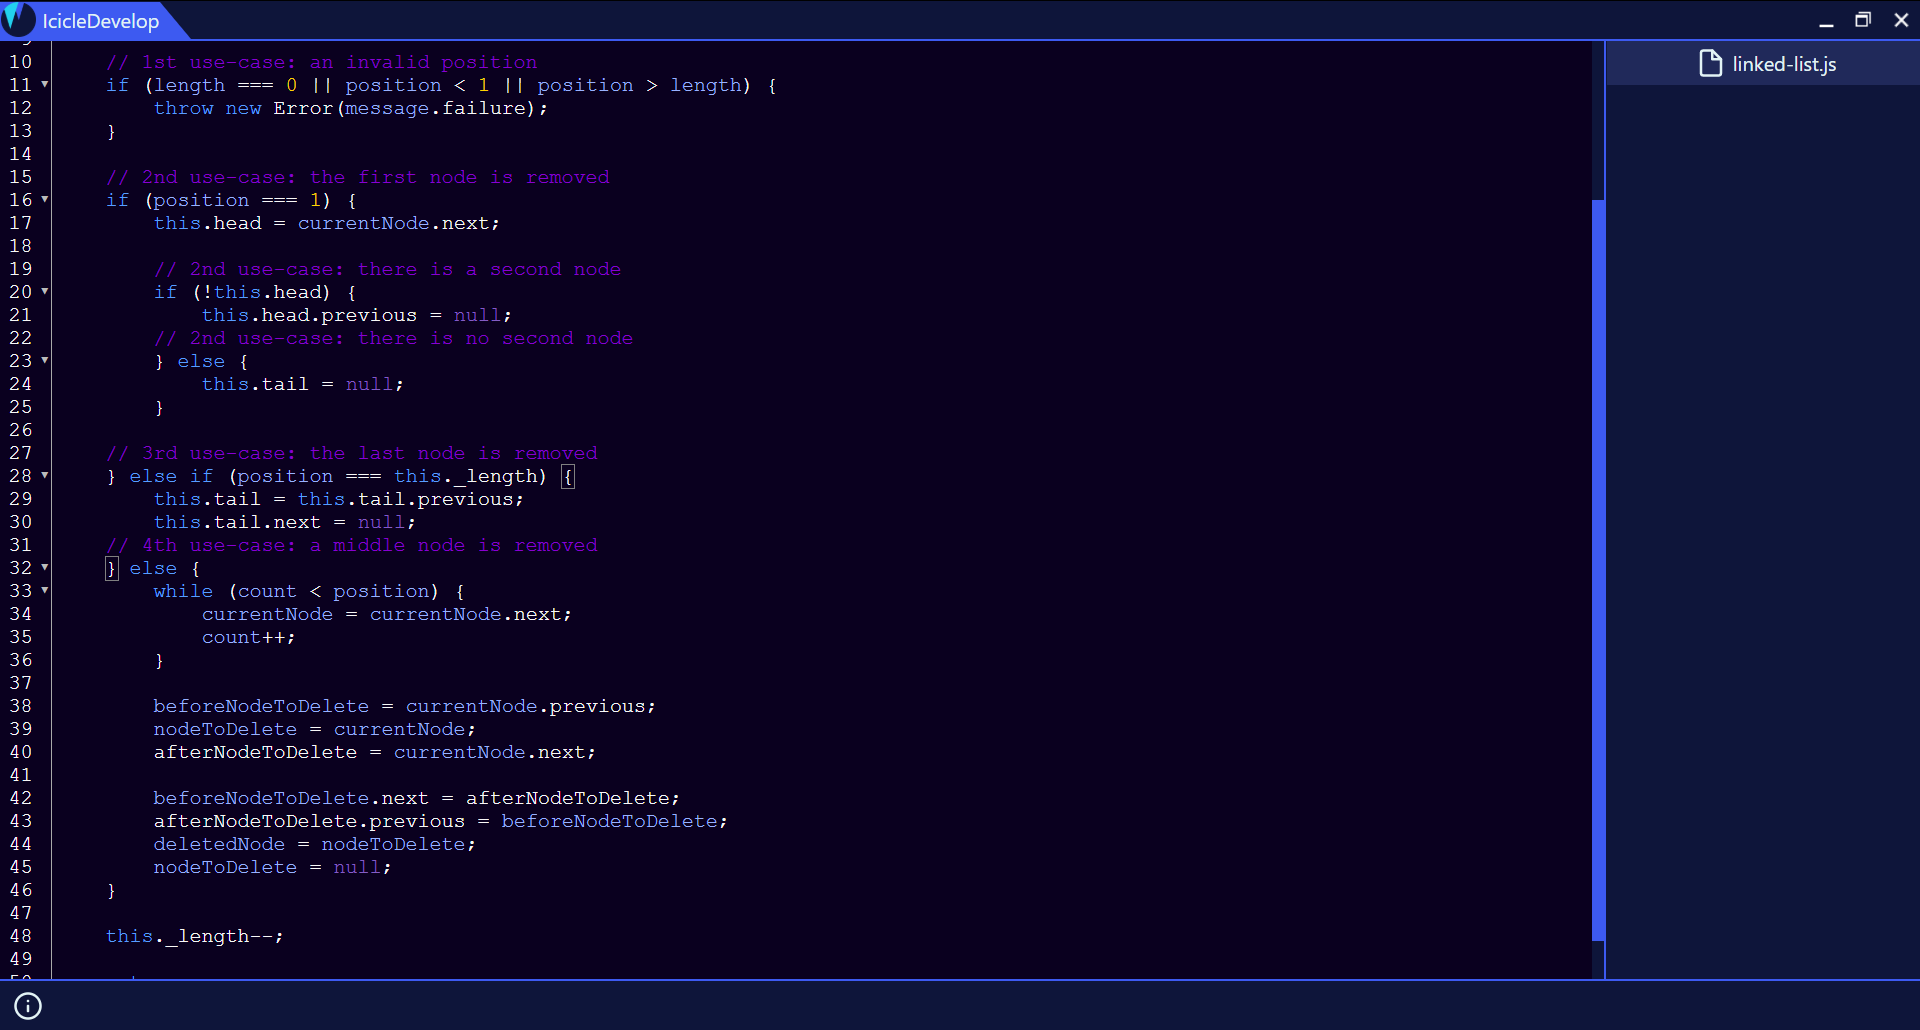 IcicleDevelop
linked-list.js
10 // 1st use-case: an invalid position
11 if (length === 0 || position < 1 || position > length) {
12 throw new Error(message.failure);
13 }
14
15 // 2nd use-case: the first node is removed
16 if (position === 1) {
17 this.head = currentNode.next;
18
19 // 2nd use-case: there is a second node
20 if (!this.head) {
21 this.head.previous = null;
22 // 2nd use-case: there is no second node
23 } else {
24 this.tail = null;
25 }
26
27 // 3rd use-case: the last node is removed
28 } else if (position === this._length) {
29 this.tail = this.tail.previous;
30 this.tail.next = null;
31 // 4th use-case: a middle node is removed
32 } else {
33 while (count < position) {
34 currentNode = currentNode.next;
35 count++;
36 }
37
38 beforeNodeToDelete = currentNode.previous;
39 nodeToDelete = currentNode;
40 afterNodeToDelete = currentNode.next;
41
42 beforeNodeToDelete.next = afterNodeToDelete;
43 afterNodeToDelete.previous = beforeNodeToDelete;
44 deletedNode = nodeToDelete;
45 nodeToDelete = null;
46 }
47
48 this._length--;
49